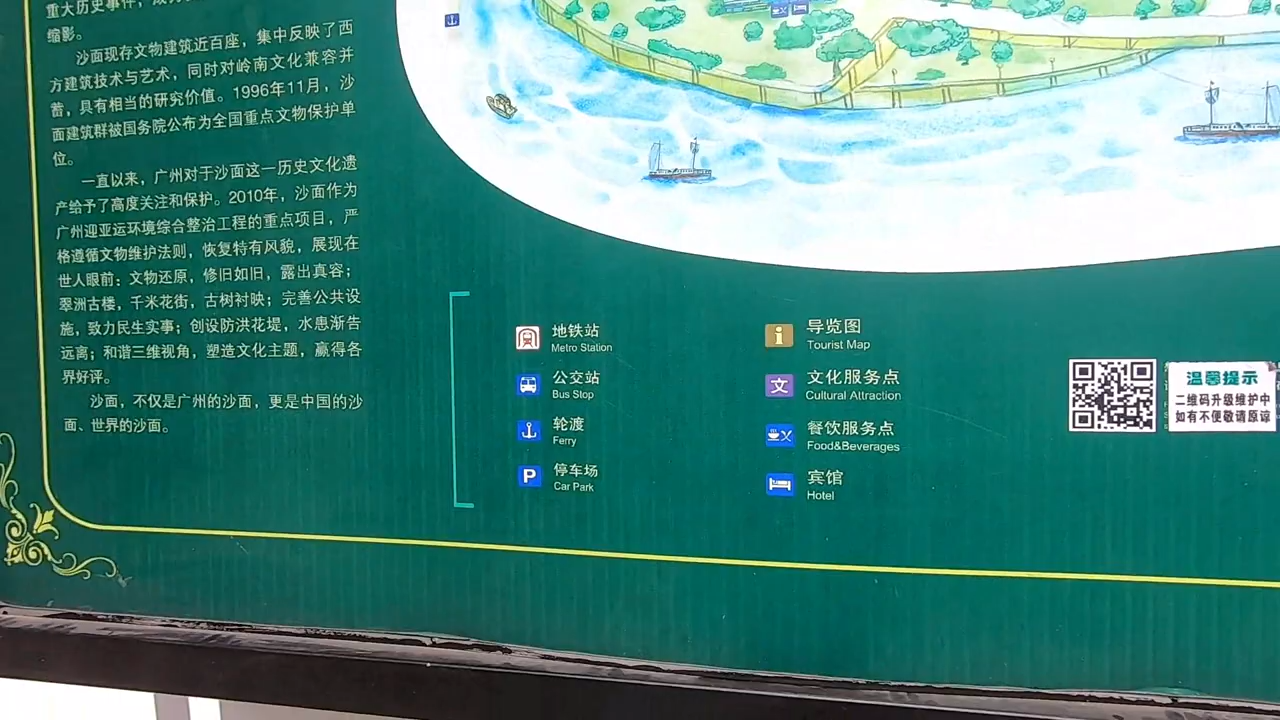 重大历史事件，成为
缩影。
沙面现存文物建筑近百座，集中反映了西
方建筑技术与艺术，同时对岭南文化兼容并
蓄，具有相当的研究价值。1996年11月，沙
面建筑群被国务院公布为全国重点文物保护单
位。
一直以来，广州对于沙面这一历史文化遗
产给予了高度关注和保护。2010年，沙面作为
广州迎亚运环境综合整治工程的重点项目，严
格遵循文物维护法则，恢复特有风貌，展现在
世人眼前：文物还原，修旧如旧，露出真容；
翠洲古楼，千米花街，古树衬映；完善公共设
施，致力民生实事；创设防洪花堤，水患渐告
远离；和谐三维视角，塑造文化主题，赢得各
界好评。
沙面，不仅是广州的沙面，更是中国的沙
面、世界的沙面。
地铁站
Metro Station
公交站
Bus Stop
轮渡
Ferry
P
停车场
Car Park
i
导览图
Tourist Map
文
文化服务点
Cultural Attraction
餐饮服务点
Food&Beverages
宾馆
Hotel
温馨提示
二维码升级维护中
如有不便敬请原谅